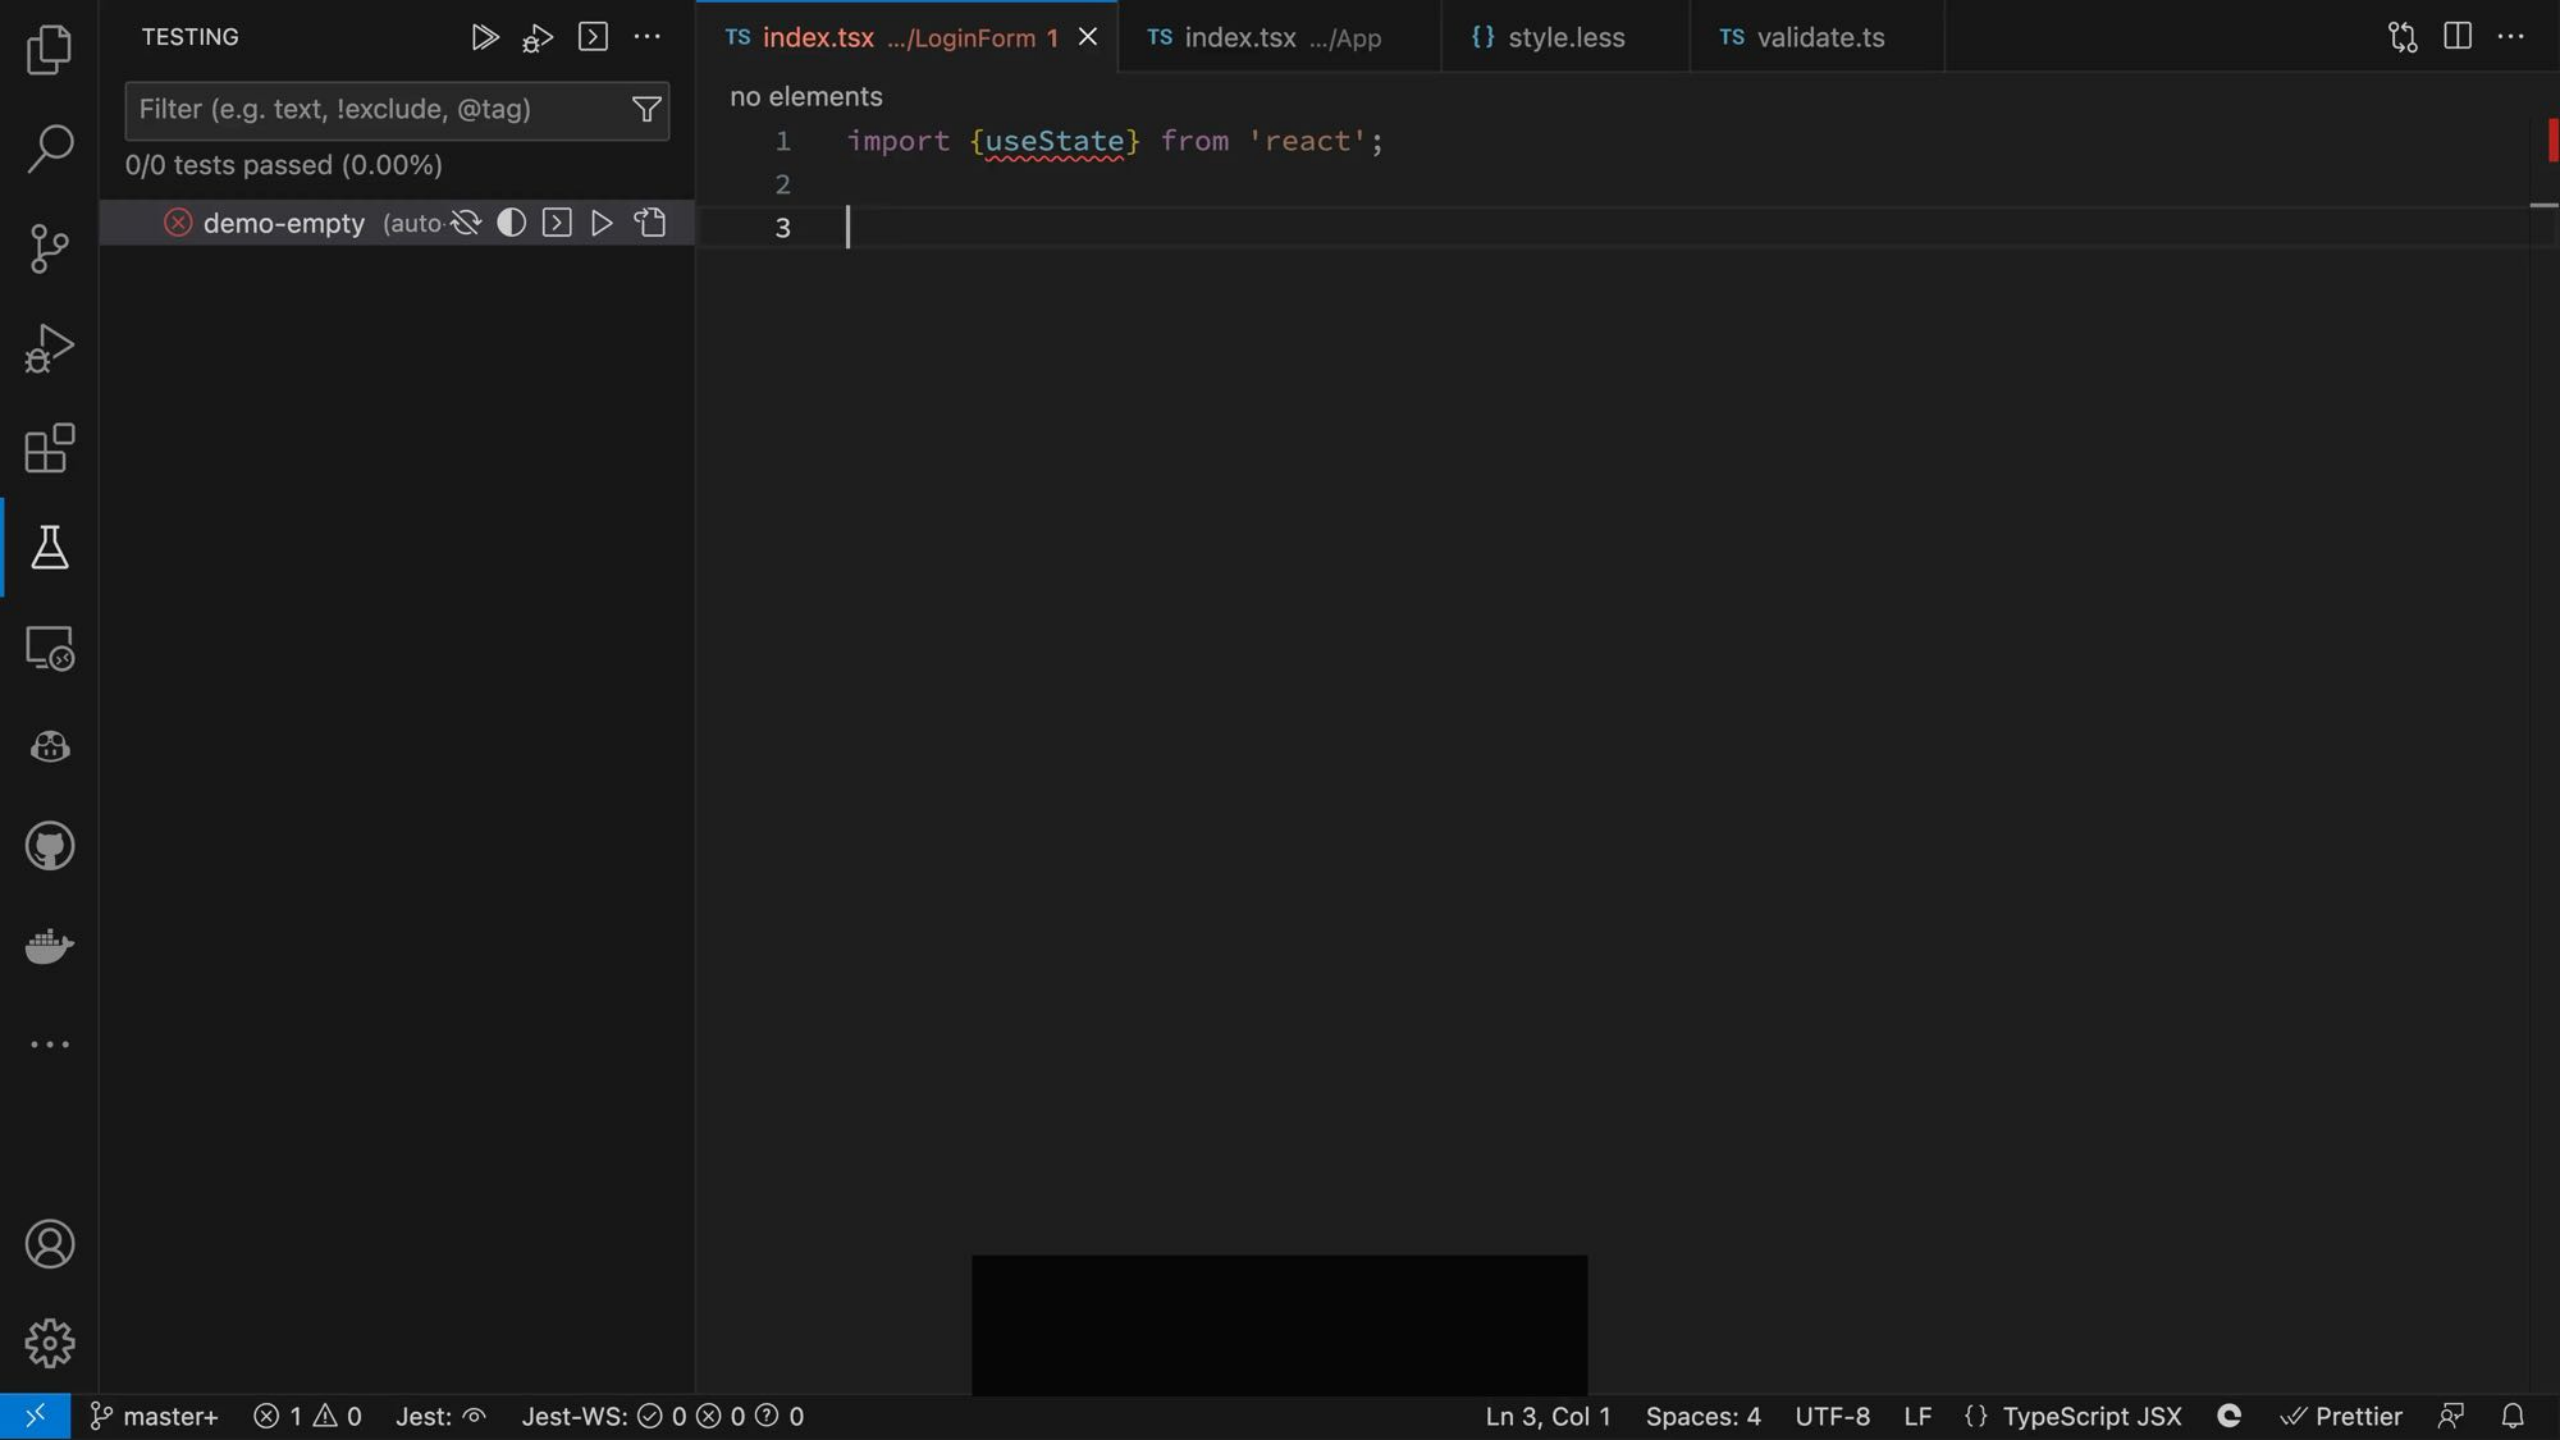 TESTING
Filter (e.g. text, !exclude, @tag)
0/0 tests passed (0.00%)
demo-empty (auto-
TS index.tsx .../LoginForm 1
TS index.tsx .../App
{} style.less
TS validate.ts
no elements
1 import {useState} from 'react';
2
3
master+ 1 0 Jest: Jest-WS: 0 0 0
Ln 3, Col 1 Spaces: 4 UTF-8 LF {} TypeScript JSX Prettier